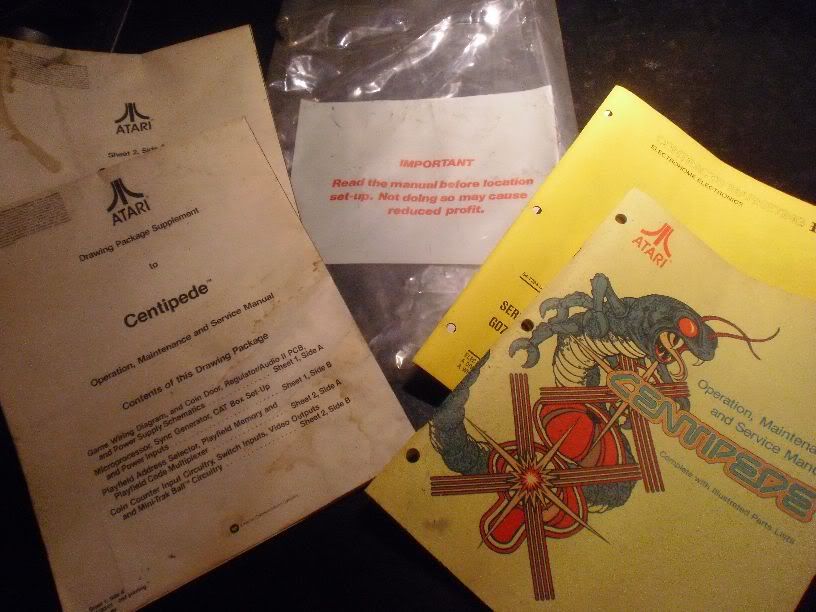 ATARI
Sheet 2, Side
ATARI
Drawing Package Supplement
to
Centipede™
Operation, Maintenance and Service Manual
Contents of this Drawing Package
Game Wiring Diagram, and Coin Door, Regulator/Audio II PCB,
and Power Supply Schematics . . . . . Sheet 1, Side A
Microprocessor, Sync Generator, CAT Box Set-Up
and Power Inputs . . . . . Sheet 1, Side B
Playfield Address Selector, Playfield Memory and
Playfield Code Multiplexer . . . . . Sheet 2, Side A
Coin Counter Input Circuitry, Switch Inputs, Video Outputs
and Mini-Trak Ball™ Circuitry . . . . . Sheet 2, Side B
IMPORTANT
Read the manual before location
set-up. Not doing so may cause
reduced profit.
ELECTROHOME ELECTRONICS
SER
G07
ATARI
Operation, Maintena
and Service Manu
CENTIPEDE
Complete with Illustrated Parts Lists